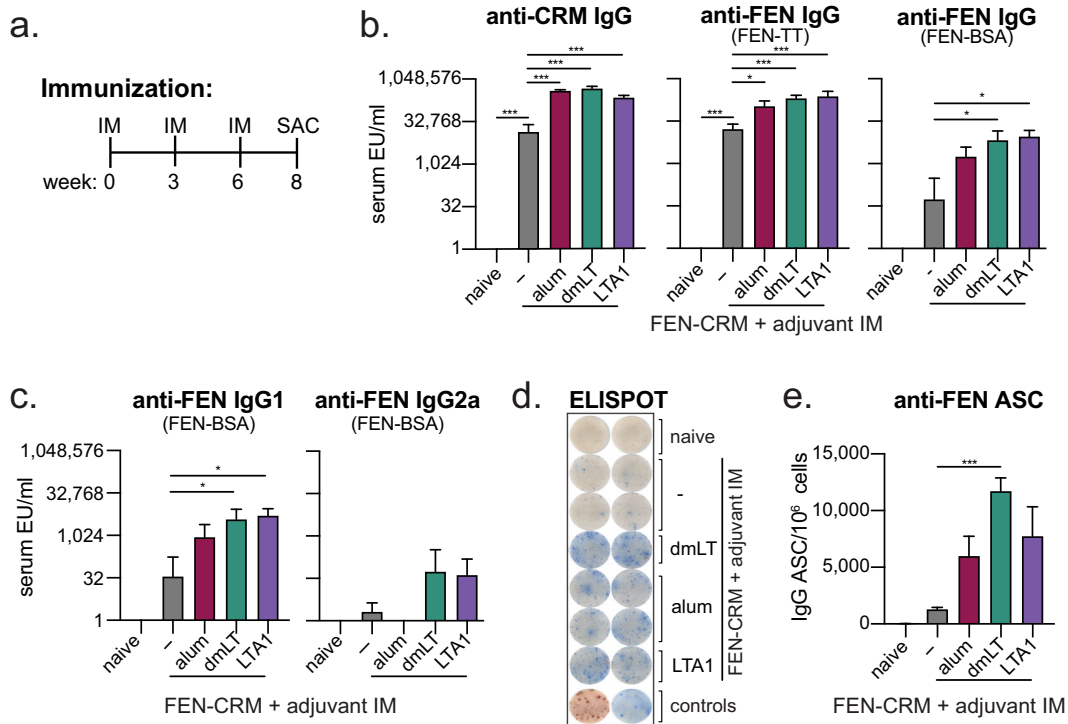 a.
Immunization:
IM IM IM SAC
week: 0 3 6 8
b.
anti-CRM IgG
serum EU/ml
1,048,576
32,768
1,024
32
1
***
***
***
***
naive
–
alum
dmLT
LTA1
anti-FEN IgG
(FEN-TT)
***
***
*
***
naive
–
alum
dmLT
LTA1
anti-FEN IgG
(FEN-BSA)
*
*
naive
-
alum
dmLT
LTA1
FEN-CRM + adjuvant IM
c.
anti-FEN IgG1
(FEN-BSA)
serum EU/ml
1,048,576
32,768
1,024
32
1
*
*
naive
–
alum
dmLT
LTA1
anti-FEN IgG2a
(FEN-BSA)
naive
–
alum
dmLT
LTA1
FEN-CRM + adjuvant IM
d.
ELISPOT
naive
-
dmLT
alum
LTA1
controls
FEN-CRM + adjuvant IM
e.
anti-FEN ASC
IgG ASC/10⁶ cells
15,000
10,000
5,000
0
***
naive
–
alum
dmLT
LTA1
FEN-CRM + adjuvant IM